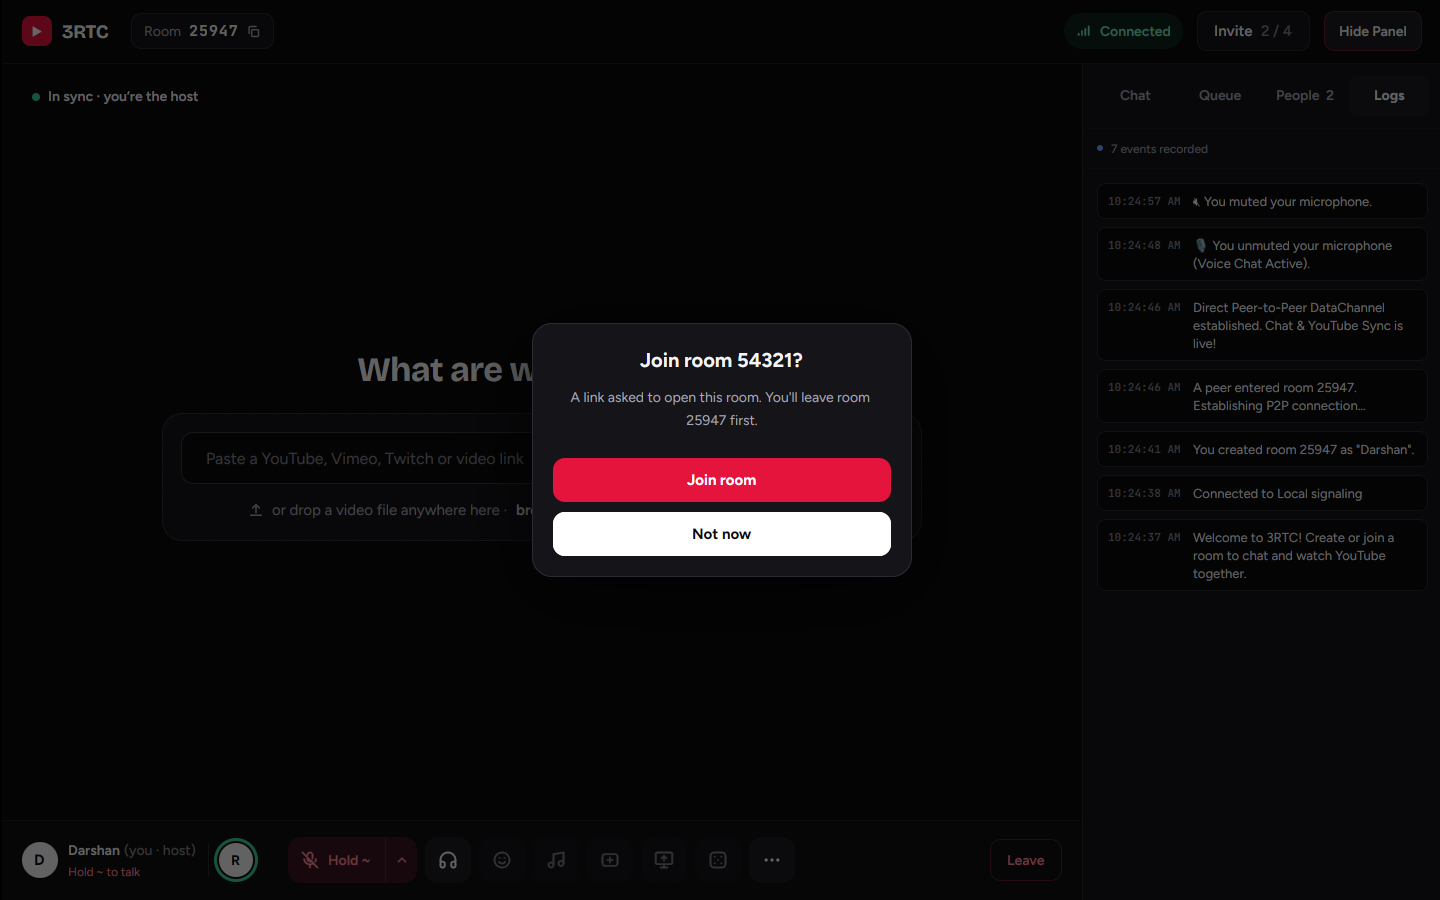 3RTC
Room 25947
Connected
Invite 2 / 4
Hide Panel
In sync · you're the host
Chat
Queue
People 2
Logs
7 events recorded
10:24:57 AM You muted your microphone.
10:24:48 AM 🎙️ You unmuted your microphone
(Voice Chat Active).
10:24:46 AM Direct Peer-to-Peer DataChannel
established. Chat & YouTube Sync is
live!
10:24:46 AM A peer entered room 25947.
Establishing P2P connection...
10:24:41 AM You created room 25947 as "Darshan".
10:24:38 AM Connected to Local signaling
10:24:37 AM Welcome to 3RTC! Create or join a
room to chat and watch YouTube
together.
What are
Paste a YouTube, Vimeo, Twitch or video link
or drop a video file anywhere here ·
Join room 54321?
A link asked to open this room. You'll leave room
25947 first.
Join room
Not now
D
Darshan (you · host)
Hold ~ to talk
R
Hold ~
Leave